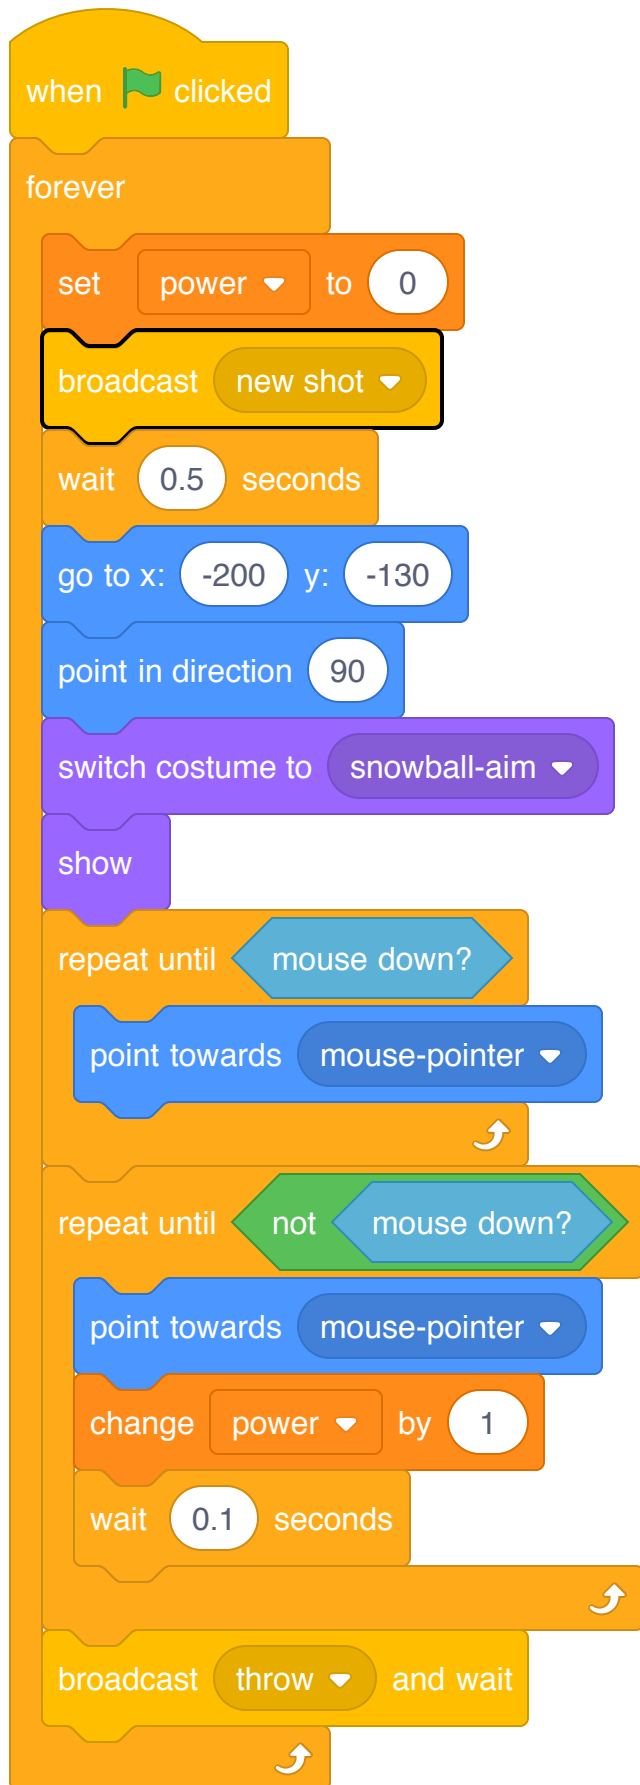 when clicked
forever
set power to 0
broadcast new shot
wait 0.5 seconds
go to x: -200 y: -130
point in direction 90
switch costume to snowball-aim
show
repeat until mouse down?
point towards mouse-pointer
repeat until not mouse down?
point towards mouse-pointer
change power by 1
wait 0.1 seconds
broadcast throw and wait